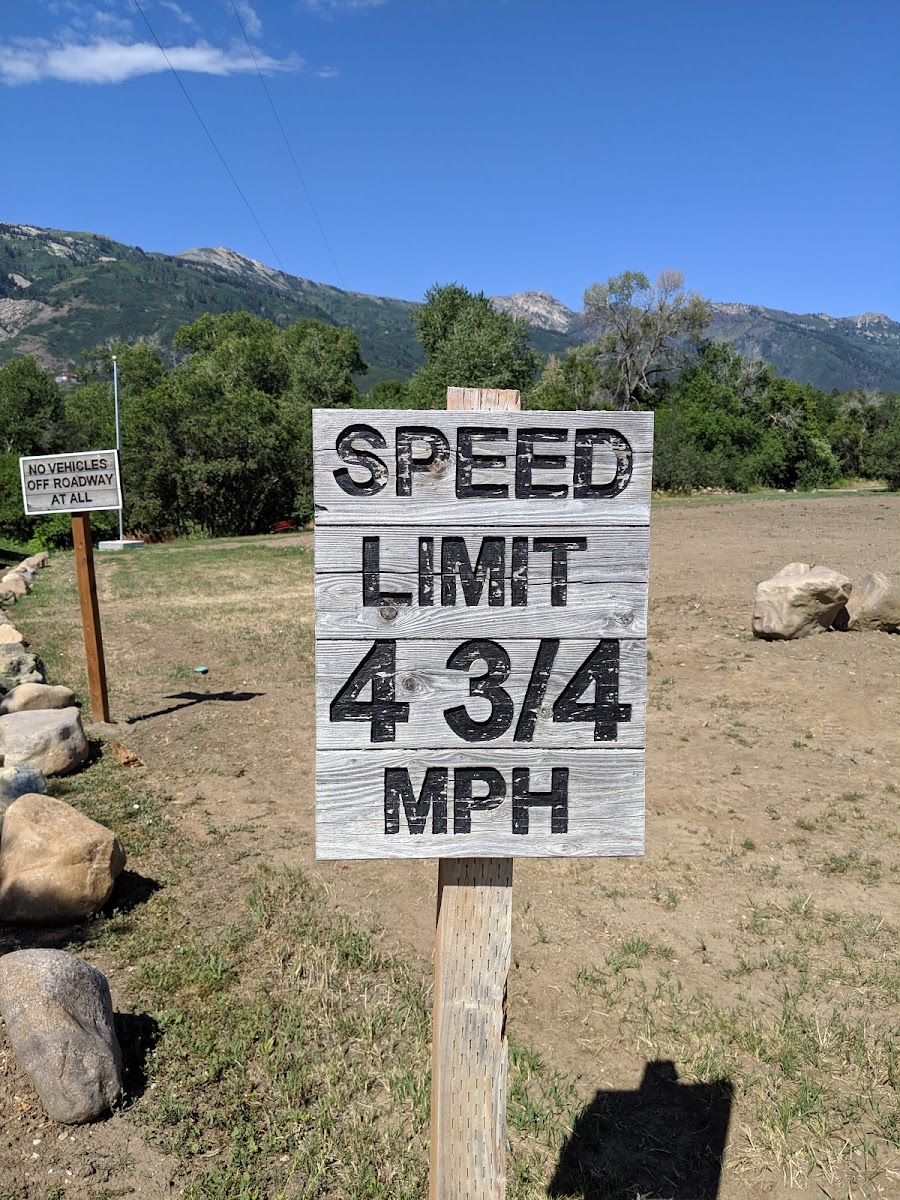 SPEED
LIMIT
4 3/4
MPH
NO VEHICLES
OFF ROADWAY
AT ALL